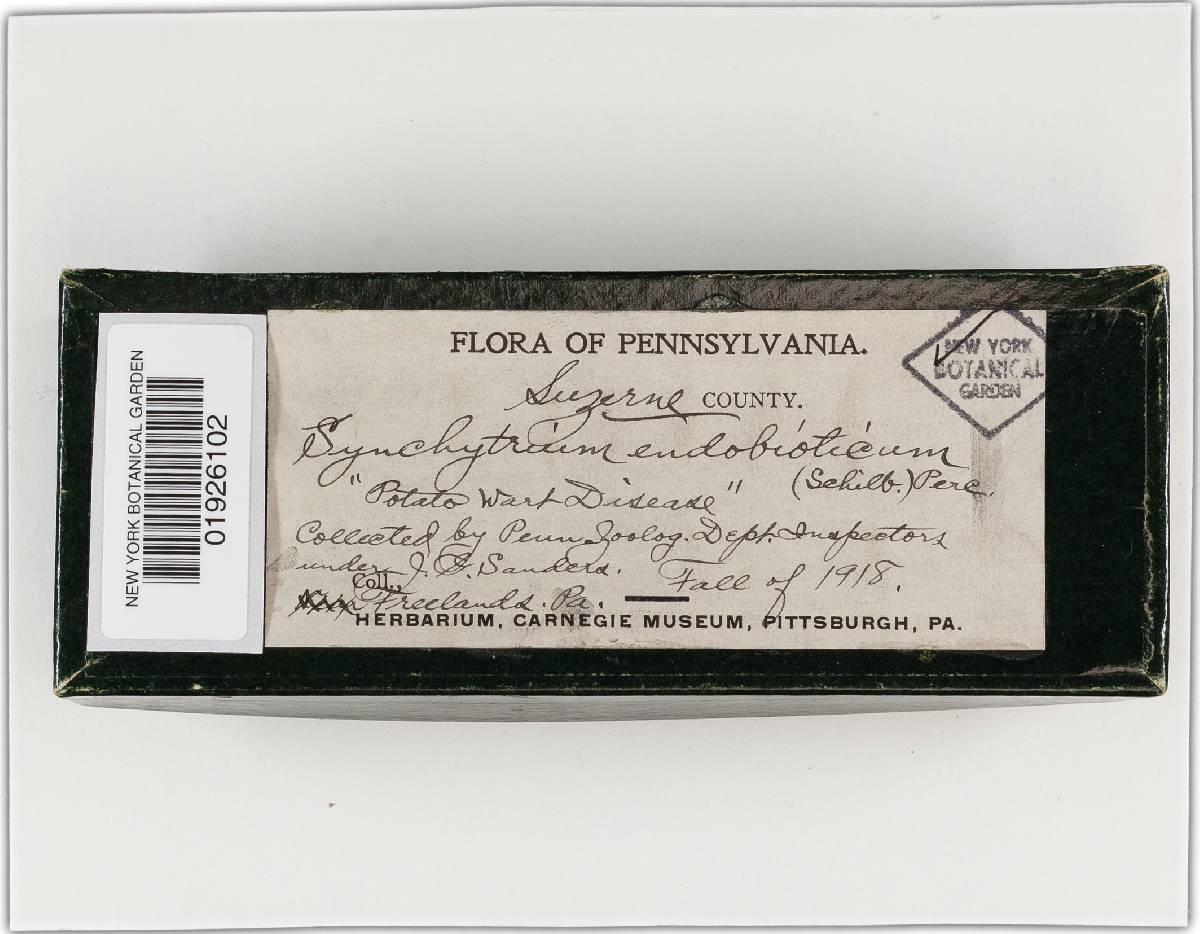 NEW YORK BOTANICAL GARDEN
01926102
FLORA OF PENNSYLVANIA.
Luzerne COUNTY.
NEW YORK
BOTANICAL
GARDEN
Synchytrium endobioticum
(Schilb.) Perc.
"Potato Wart Disease"
Collected by Penn Zoolog. Dept. Inspectors
under J. G. Sanders. Fall of 1918.
Coll.,
Freelands. Pa.
HERBARIUM, CARNEGIE MUSEUM, PITTSBURGH, PA.